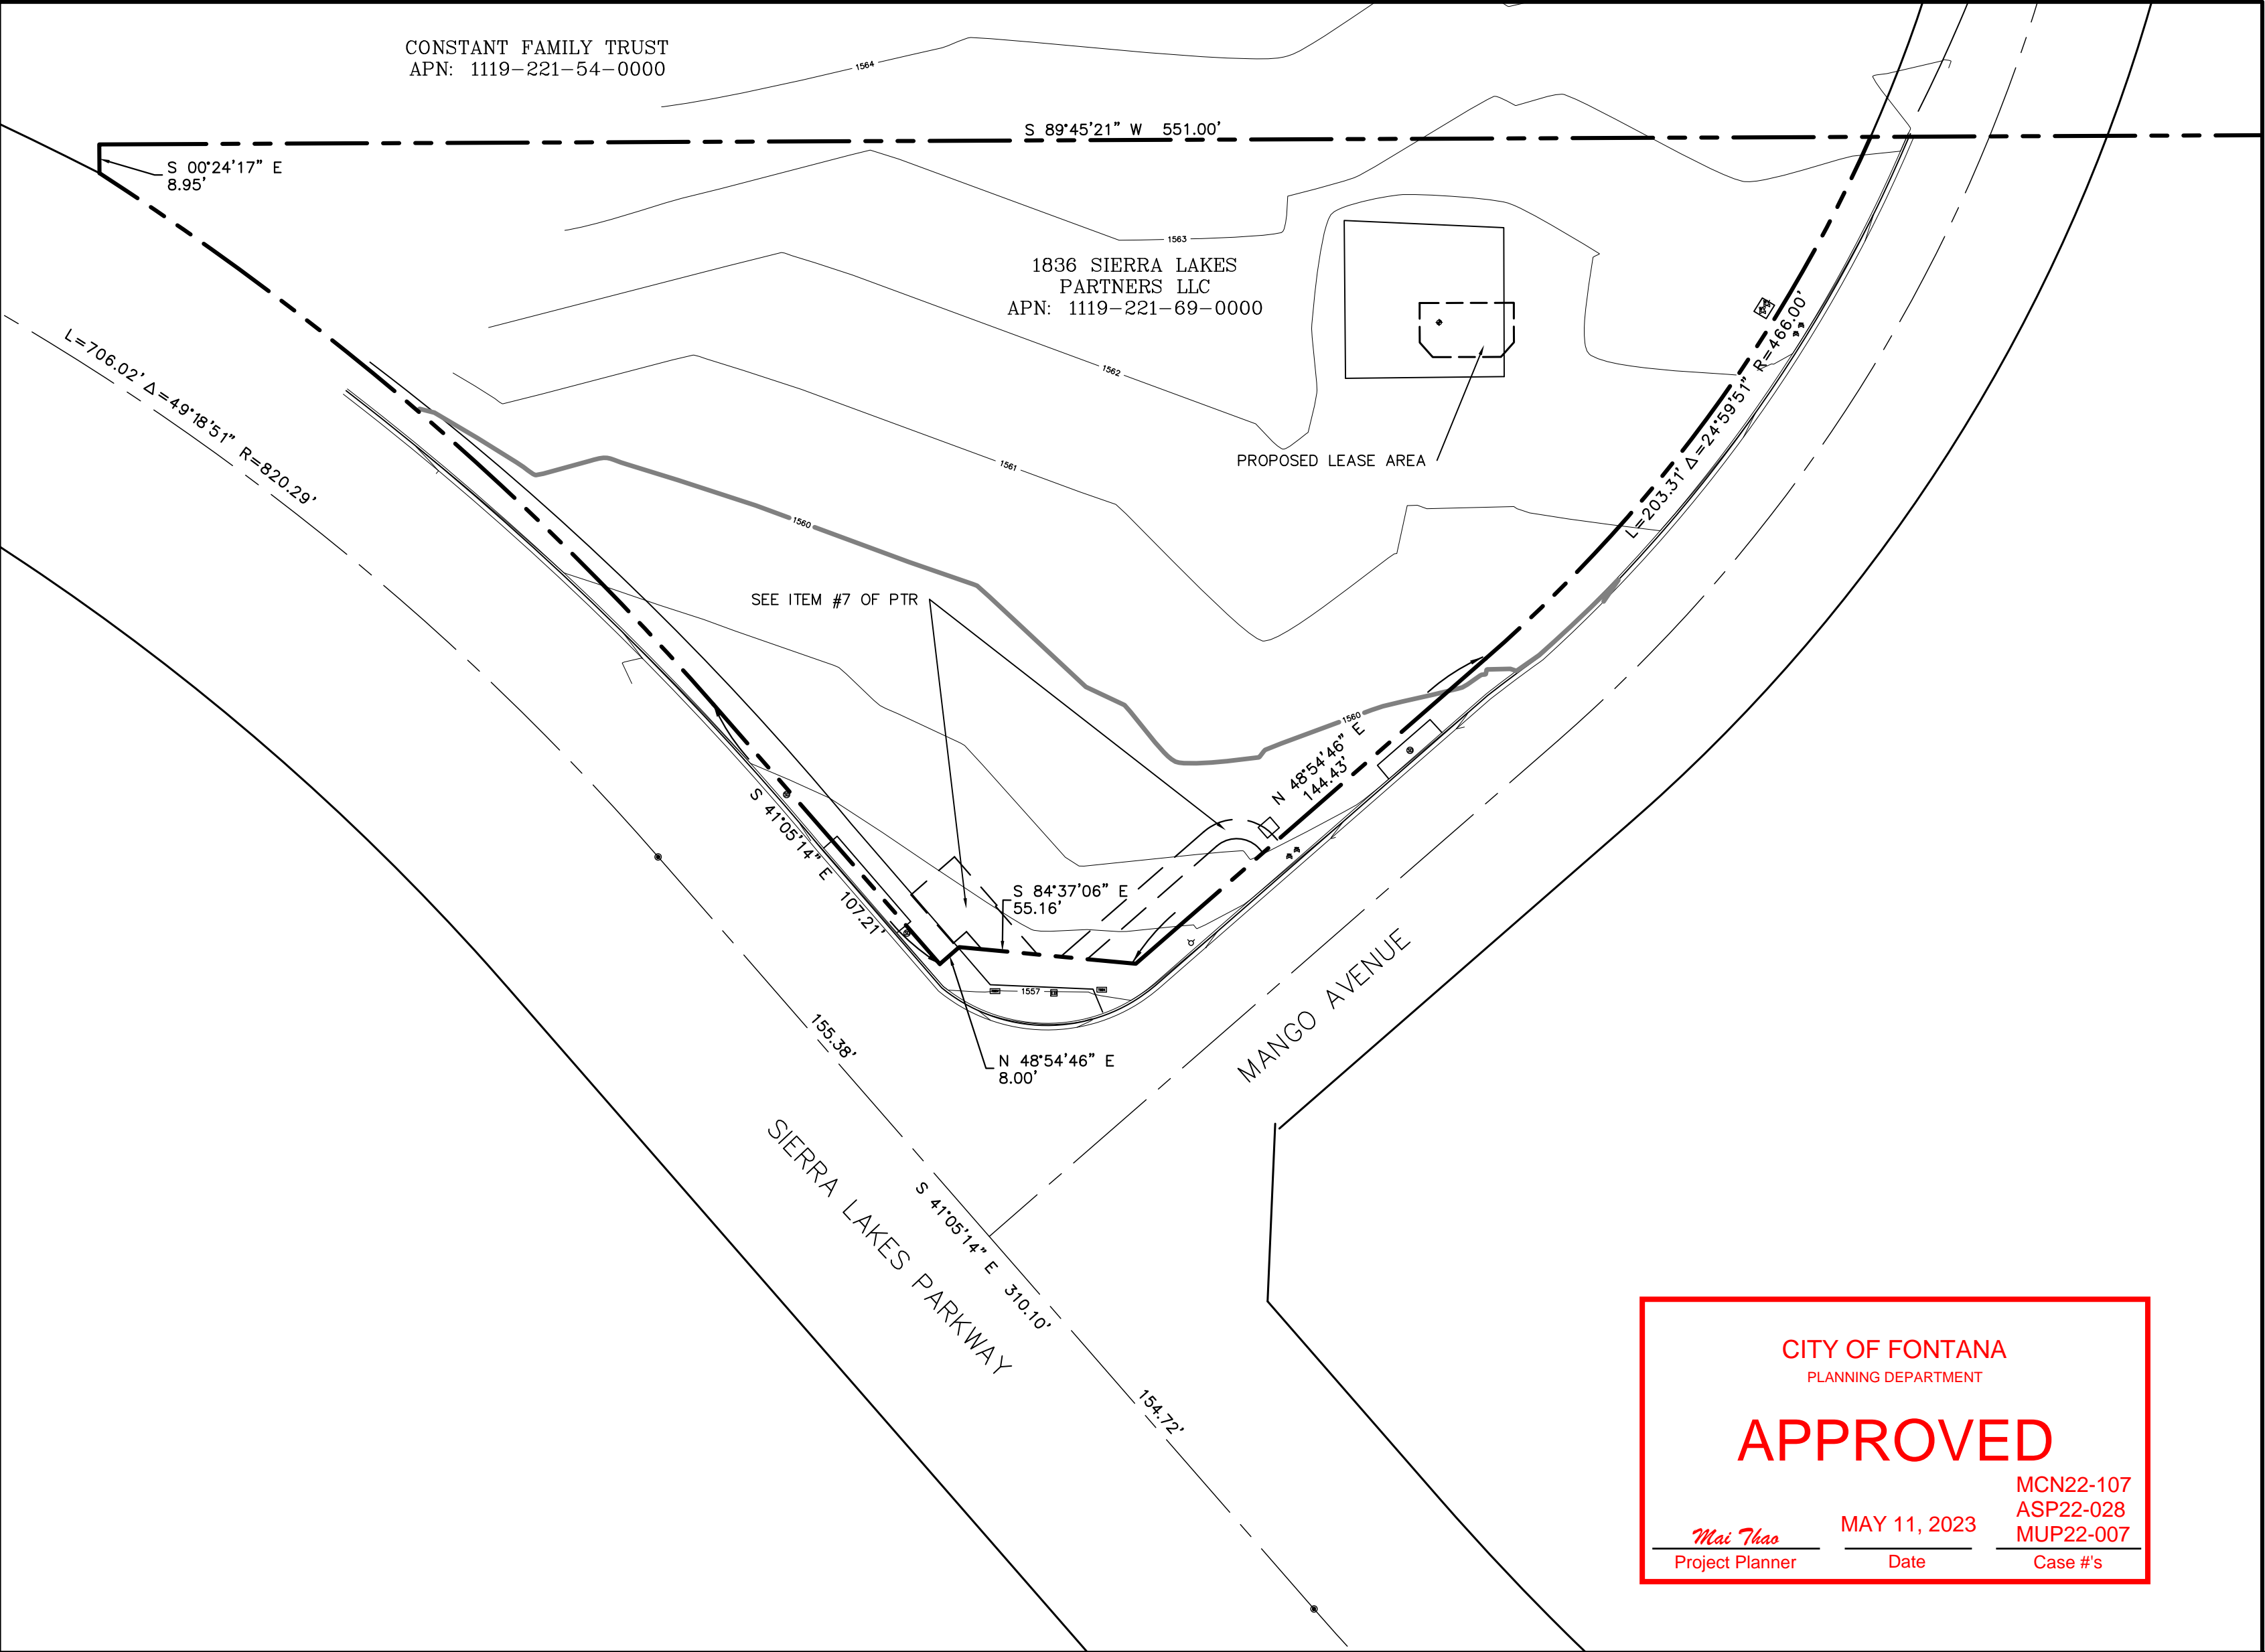 CONSTANT FAMILY TRUST
APN: 1119-221-54-0000
1564
S 89°45'21" W 551.00'
S 00°24'17" E
8.95'
1563
1836 SIERRA LAKES
PARTNERS LLC
APN: 1119-221-69-0000
L=706.02' Δ=49°18'51" R=820.29'
1562
L=203.31' Δ=24°59'51" R=466.00'
PROPOSED LEASE AREA
1561
1560
SEE ITEM #7 OF PTR
1560
N 48°54'46" E
144.43'
S 41°05'14" E 107.21'
S 84°37'06" E
55.16'
1557
MANGO AVENUE
155.38'
N 48°54'46" E
8.00'
SIERRA LAKES PARKWAY
S 41°05'14" E 310.10'
154.72'
CITY OF FONTANA
PLANNING DEPARTMENT
APPROVED
MCN22-107
ASP22-028
MUP22-007
Mai Thao
MAY 11, 2023
Project Planner
Date
Case #'s